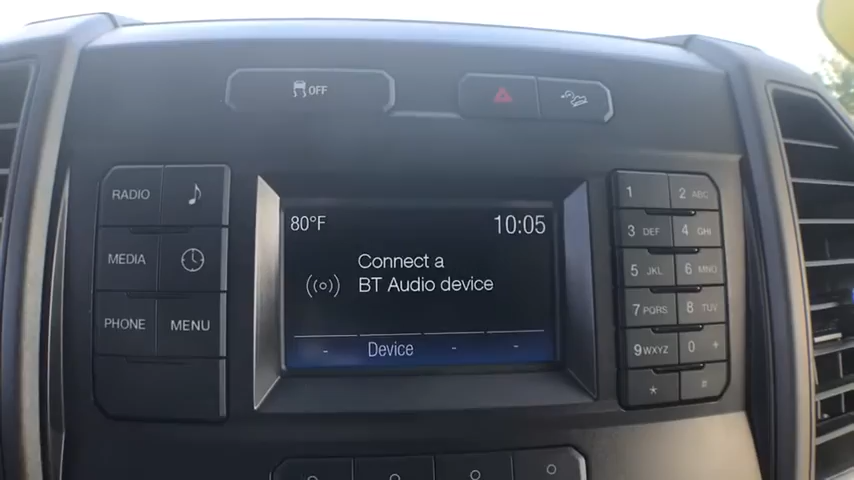 OFF
RADIO
MEDIA
PHONE
MENU
80°F
10:05
Connect a
BT Audio device
- Device - -
1
2 ABC
3 DEF
4 GHI
5 JKL
6 MNO
7 PQRS
8 TUV
9 WXYZ
0 +
*
#